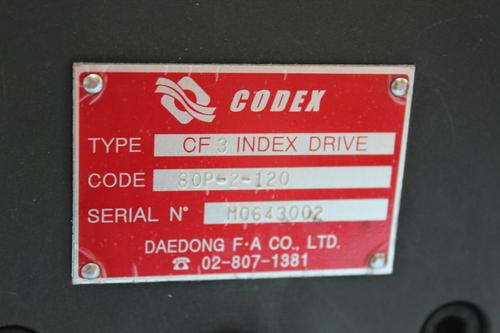 CODEX
TYPE CF 3 INDEX DRIVE
CODE 80P-2-120
SERIAL N° M0643002
DAEDONG F·A CO., LTD.
☎ 02-807-1381